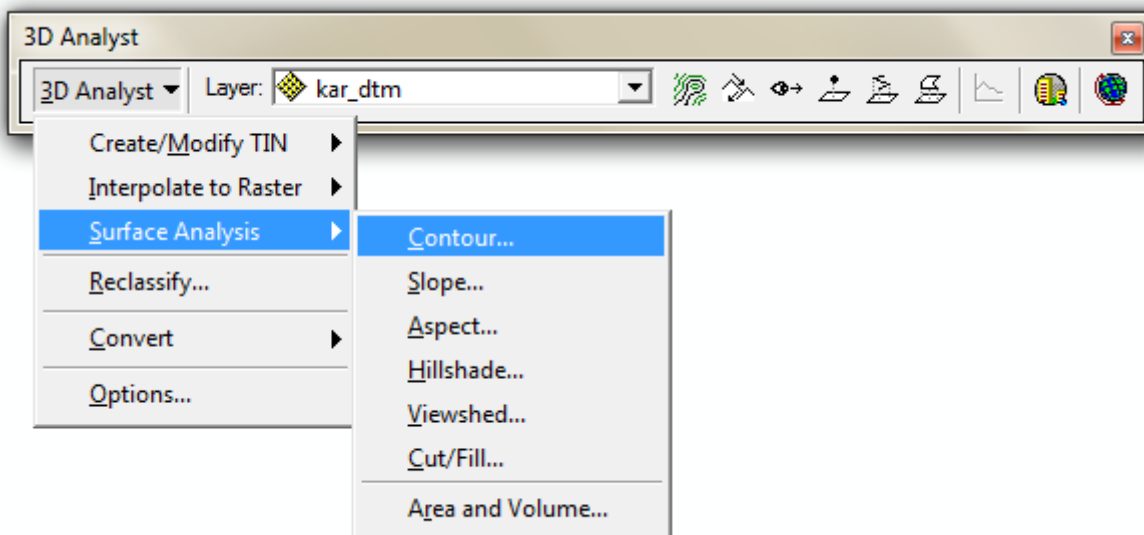 3D Analyst
3D Analyst Layer: kar_dtm
Create/Modify TIN
Interpolate to Raster
Surface Analysis
Reclassify...
Convert
Options...
Contour...
Slope...
Aspect...
Hillshade...
Viewshed...
Cut/Fill...
Area and Volume...